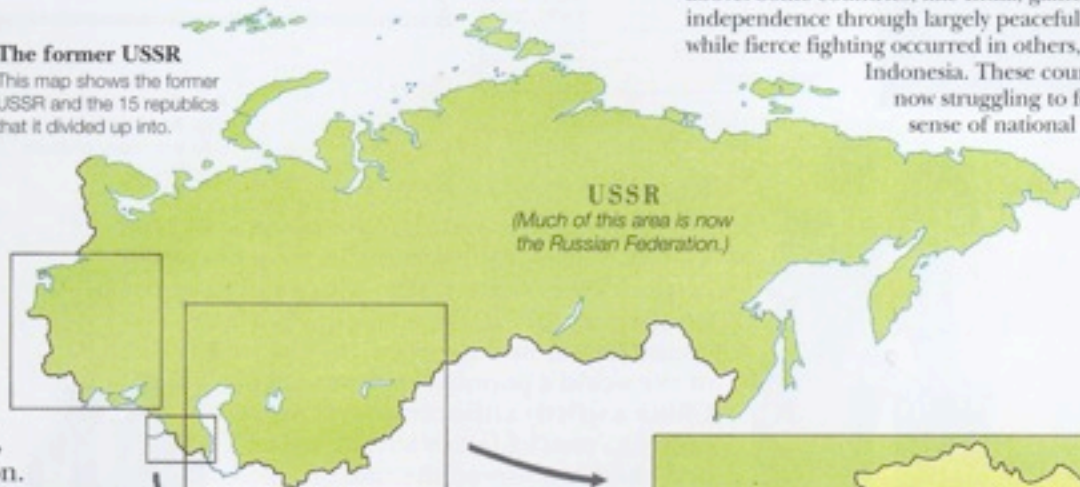 The former USSR
This map shows the former
USSR and the 15 republics
that it divided up into.
independence through largely peaceful
while fierce fighting occurred in others,
Indonesia. These cour
now struggling to f
sense of national
USSR
(Much of this area is now
the Russian Federation.)
on.